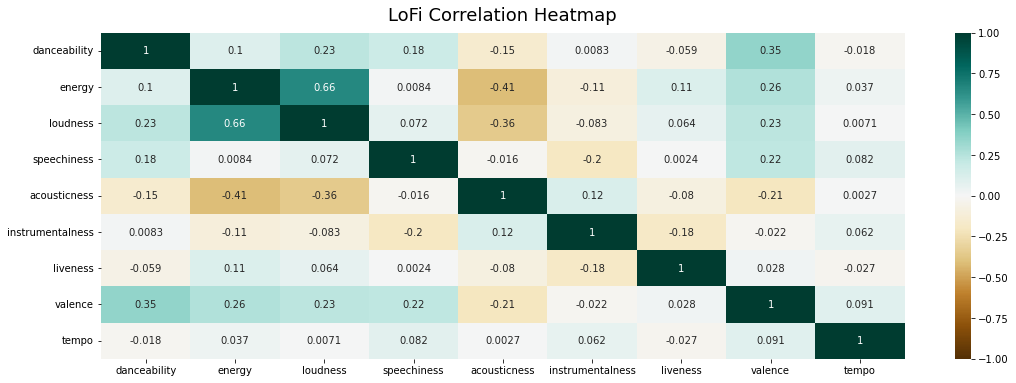 LoFi Correlation Heatmap
danceability 1 0.1 0.23 0.18 -0.15 0.0083 -0.059 0.35 -0.018
energy 0.1 1 0.66 0.0084 -0.41 -0.11 0.11 0.26 0.037
loudness 0.23 0.66 1 0.072 -0.36 -0.083 0.064 0.23 0.0071
speechiness 0.18 0.0084 0.072 1 -0.016 -0.2 0.0024 0.22 0.082
acousticness -0.15 -0.41 -0.36 -0.016 1 0.12 -0.08 -0.21 0.0027
instrumentalness 0.0083 -0.11 -0.083 -0.2 0.12 1 -0.18 -0.022 0.062
liveness -0.059 0.11 0.064 0.0024 -0.08 -0.18 1 0.028 -0.027
valence 0.35 0.26 0.23 0.22 -0.21 -0.022 0.028 1 0.091
tempo -0.018 0.037 0.0071 0.082 0.0027 0.062 -0.027 0.091 1
danceability energy loudness speechiness acousticness instrumentalness liveness valence tempo
1.00
0.75
0.50
0.25
0.00
−0.25
−0.50
−0.75
−1.00